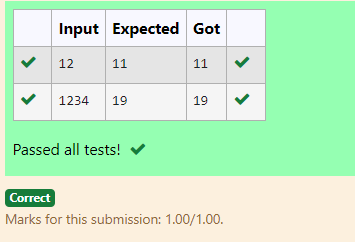 Input Expected Got
12 11 11
1234 19 19
Passed all tests!
Correct
Marks for this submission: 1.00/1.00.